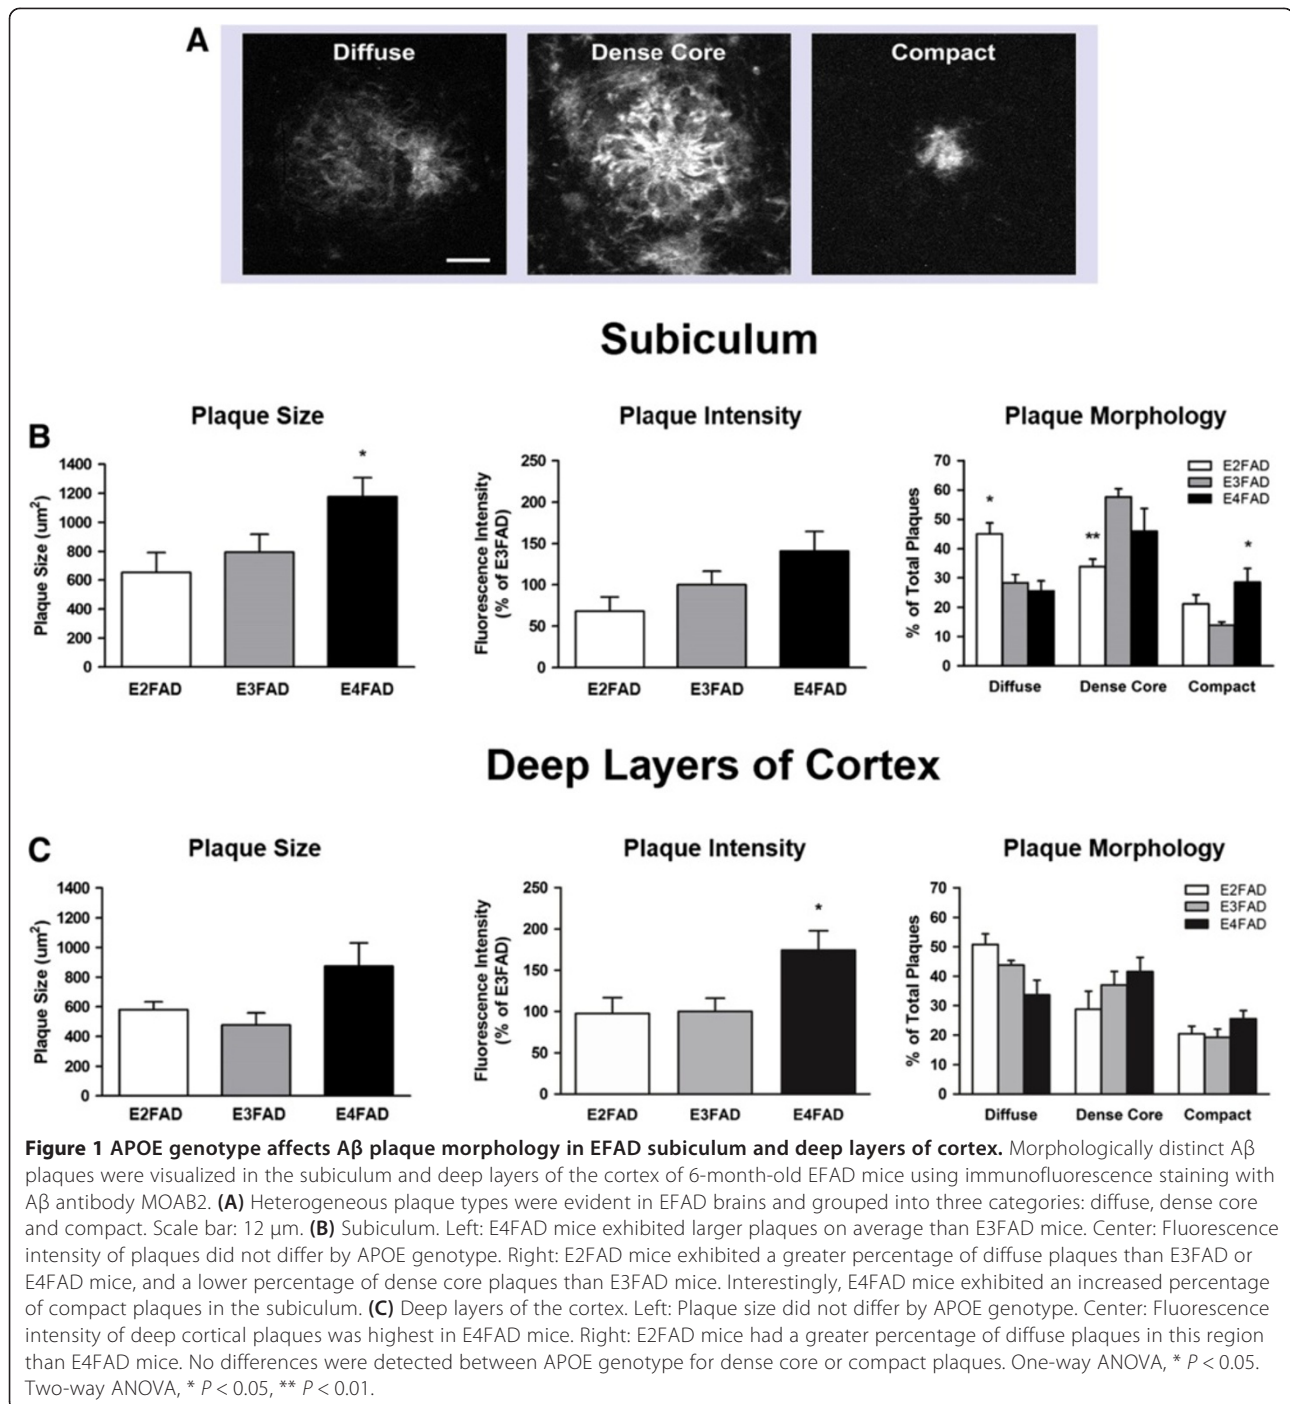 A
Diffuse
Dense Core
Compact
Subiculum
B
Plaque Size
Plaque Size (um²)
1400
1200
1000
800
600
400
200
0
*
E2FAD
E3FAD
E4FAD
Plaque Intensity
Fluorescence Intensity
(% of E3FAD)
250
200
150
100
50
0
E2FAD
E3FAD
E4FAD
Plaque Morphology
% of Total Plaques
70
60
50
40
30
20
10
0
E2FAD
E3FAD
E4FAD
*
**
*
Diffuse
Dense Core
Compact
Deep Layers of Cortex
C
Plaque Size
Plaque Size (um²)
1400
1200
1000
800
600
400
200
0
E2FAD
E3FAD
E4FAD
Plaque Intensity
Fluorescence Intensity
(% of E3FAD)
250
200
150
100
50
0
*
E2FAD
E3FAD
E4FAD
Plaque Morphology
% of Total Plaques
70
60
50
40
30
20
10
0
E2FAD
E3FAD
E4FAD
Diffuse
Dense Core
Compact
Figure 1 APOE genotype affects Aβ plaque morphology in EFAD subiculum and deep layers of cortex. Morphologically distinct Aβ
plaques were visualized in the subiculum and deep layers of the cortex of 6-month-old EFAD mice using immunofluorescence staining with
Aβ antibody MOAB2. (A) Heterogeneous plaque types were evident in EFAD brains and grouped into three categories: diffuse, dense core
and compact. Scale bar: 12 μm. (B) Subiculum. Left: E4FAD mice exhibited larger plaques on average than E3FAD mice. Center: Fluorescence
intensity of plaques did not differ by APOE genotype. Right: E2FAD mice exhibited a greater percentage of diffuse plaques than E3FAD or
E4FAD mice, and a lower percentage of dense core plaques than E3FAD mice. Interestingly, E4FAD mice exhibited an increased percentage
of compact plaques in the subiculum. (C) Deep layers of the cortex. Left: Plaque size did not differ by APOE genotype. Center: Fluorescence
intensity of deep cortical plaques was highest in E4FAD mice. Right: E2FAD mice had a greater percentage of diffuse plaques in this region
than E4FAD mice. No differences were detected between APOE genotype for dense core or compact plaques. One-way ANOVA, * P < 0.05.
Two-way ANOVA, * P < 0.05, ** P < 0.01.